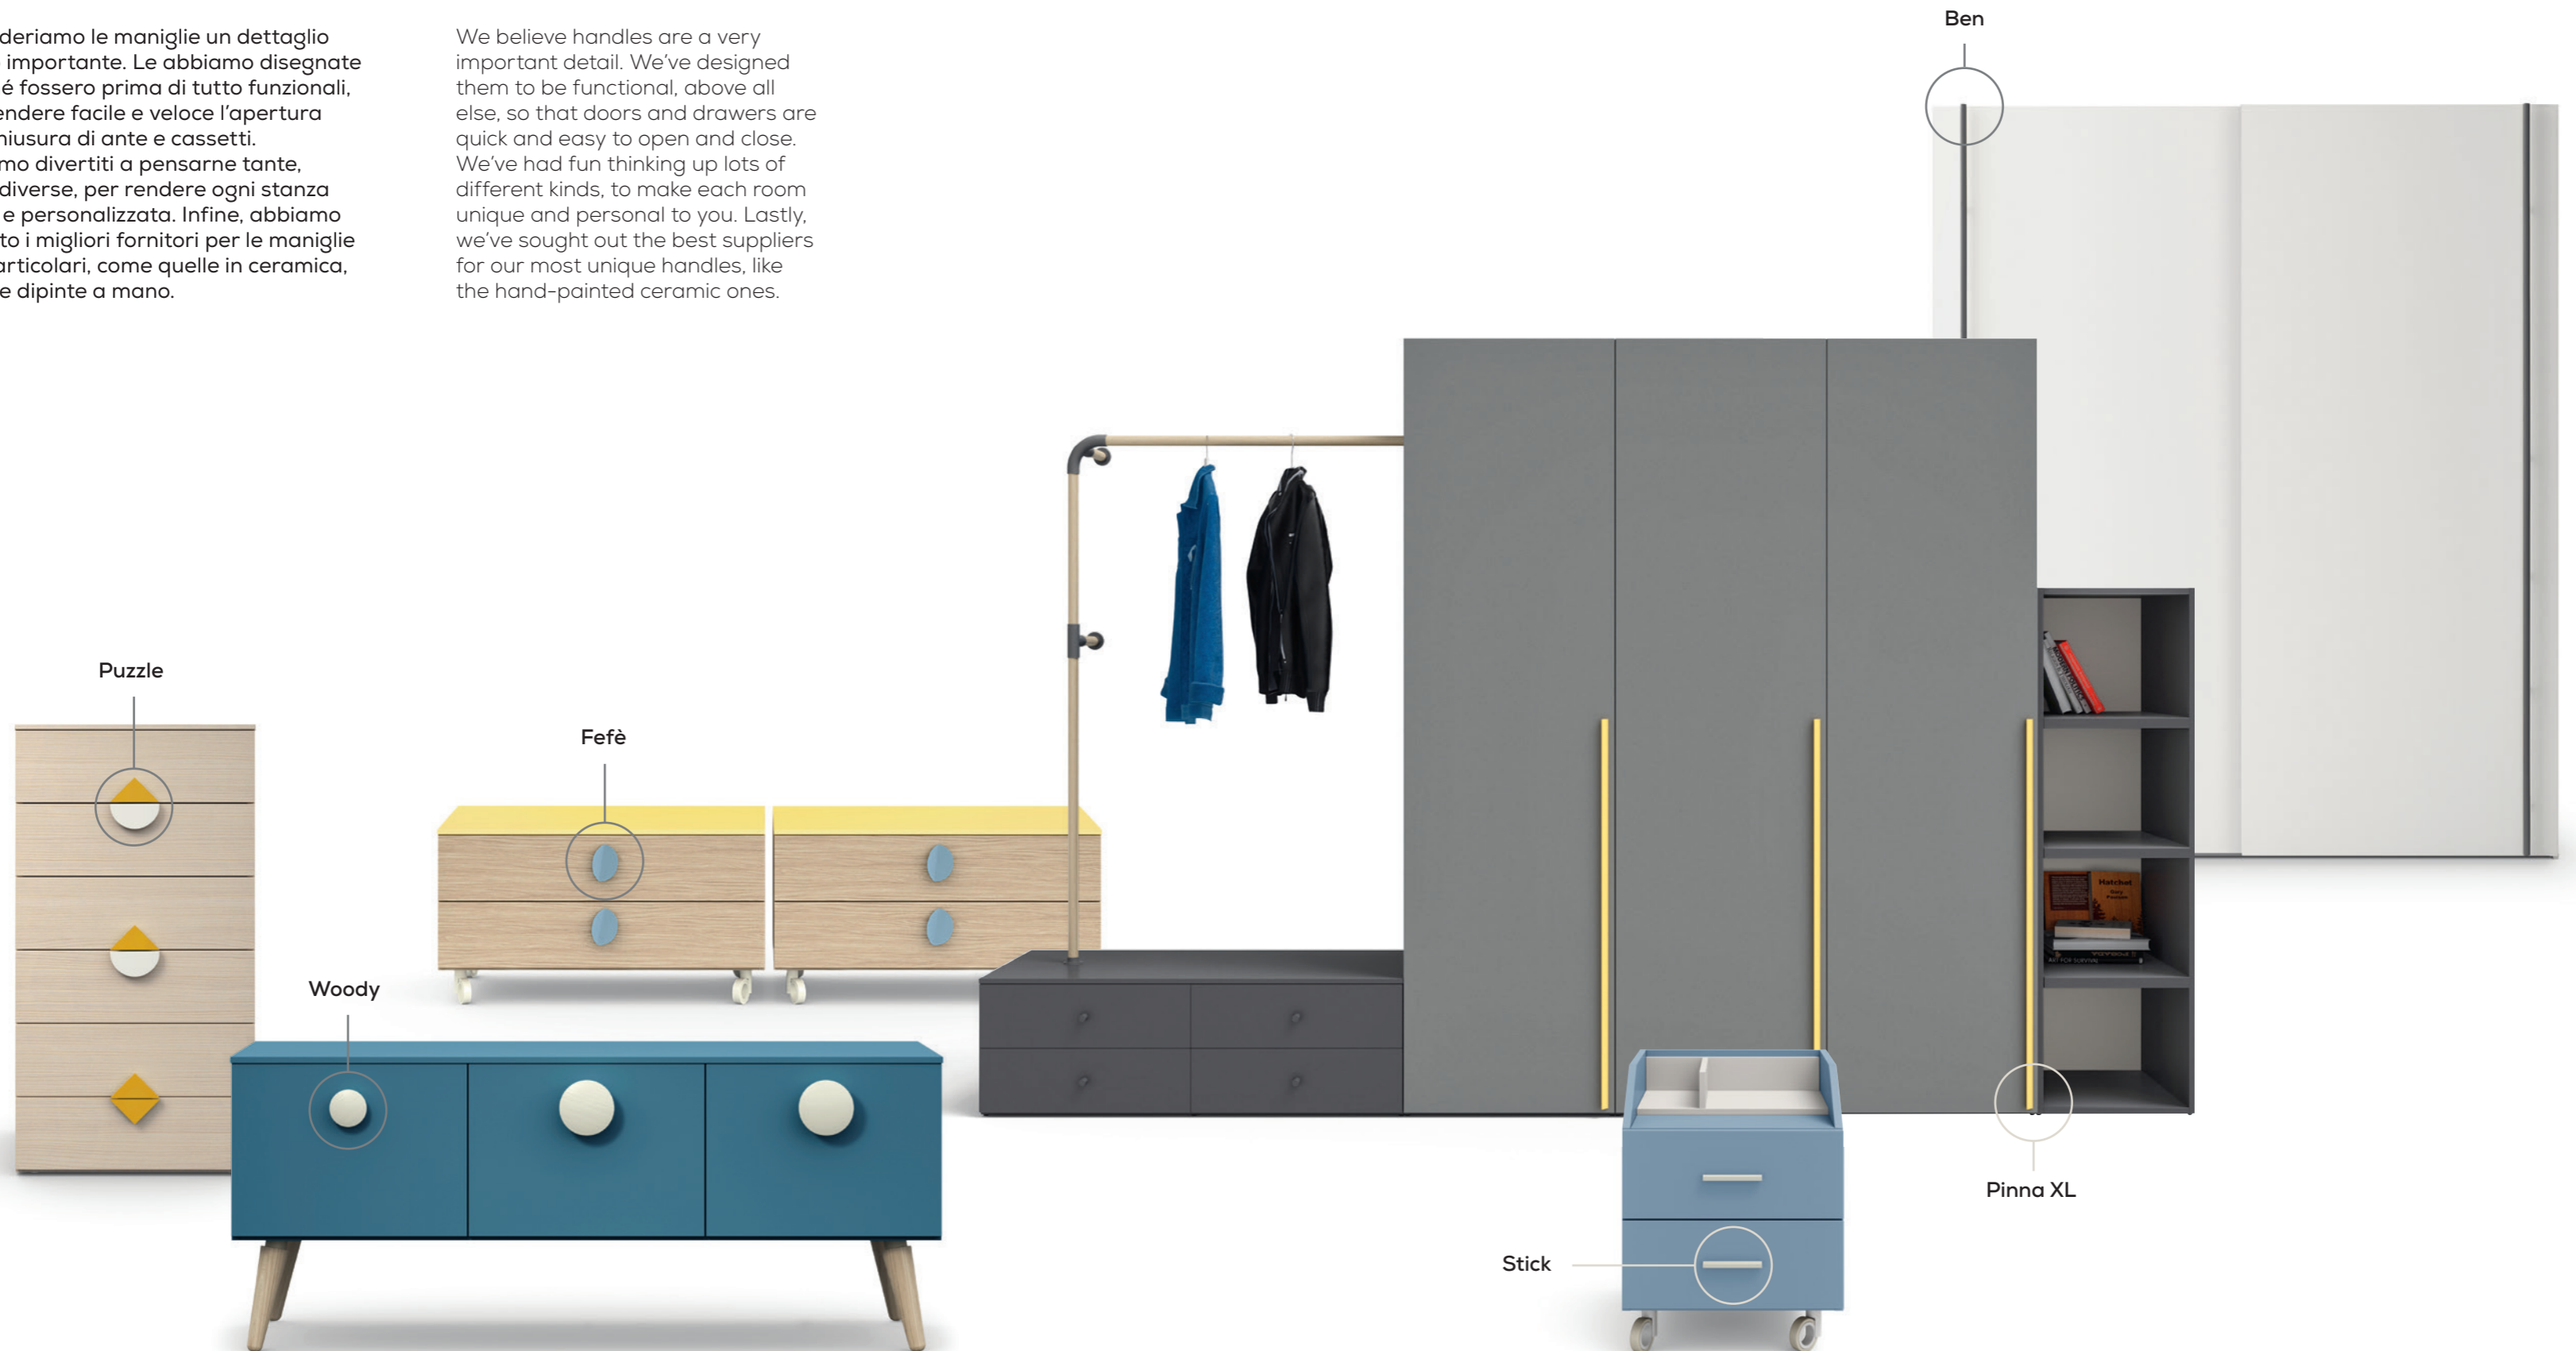 deriamo le maniglie un dettaglio
importante. Le abbiamo disegnate
é fossero prima di tutto funzionali,
endere facile e veloce l'apertura
hiusura di ante e cassetti.
mo divertiti a pensarne tante,
diverse, per rendere ogni stanza
e personalizzata. Infine, abbiamo
to i migliori fornitori per le maniglie
articolari, come quelle in ceramica,
e dipinte a mano.
We believe handles are a very
important detail. We've designed
them to be functional, above all
else, so that doors and drawers are
quick and easy to open and close.
We've had fun thinking up lots of
different kinds, to make each room
unique and personal to you. Lastly,
we've sought out the best suppliers
for our most unique handles, like
the hand-painted ceramic ones.
Ben
Puzzle
Fefè
Woody
Hatchet
Pinna XL
Stick